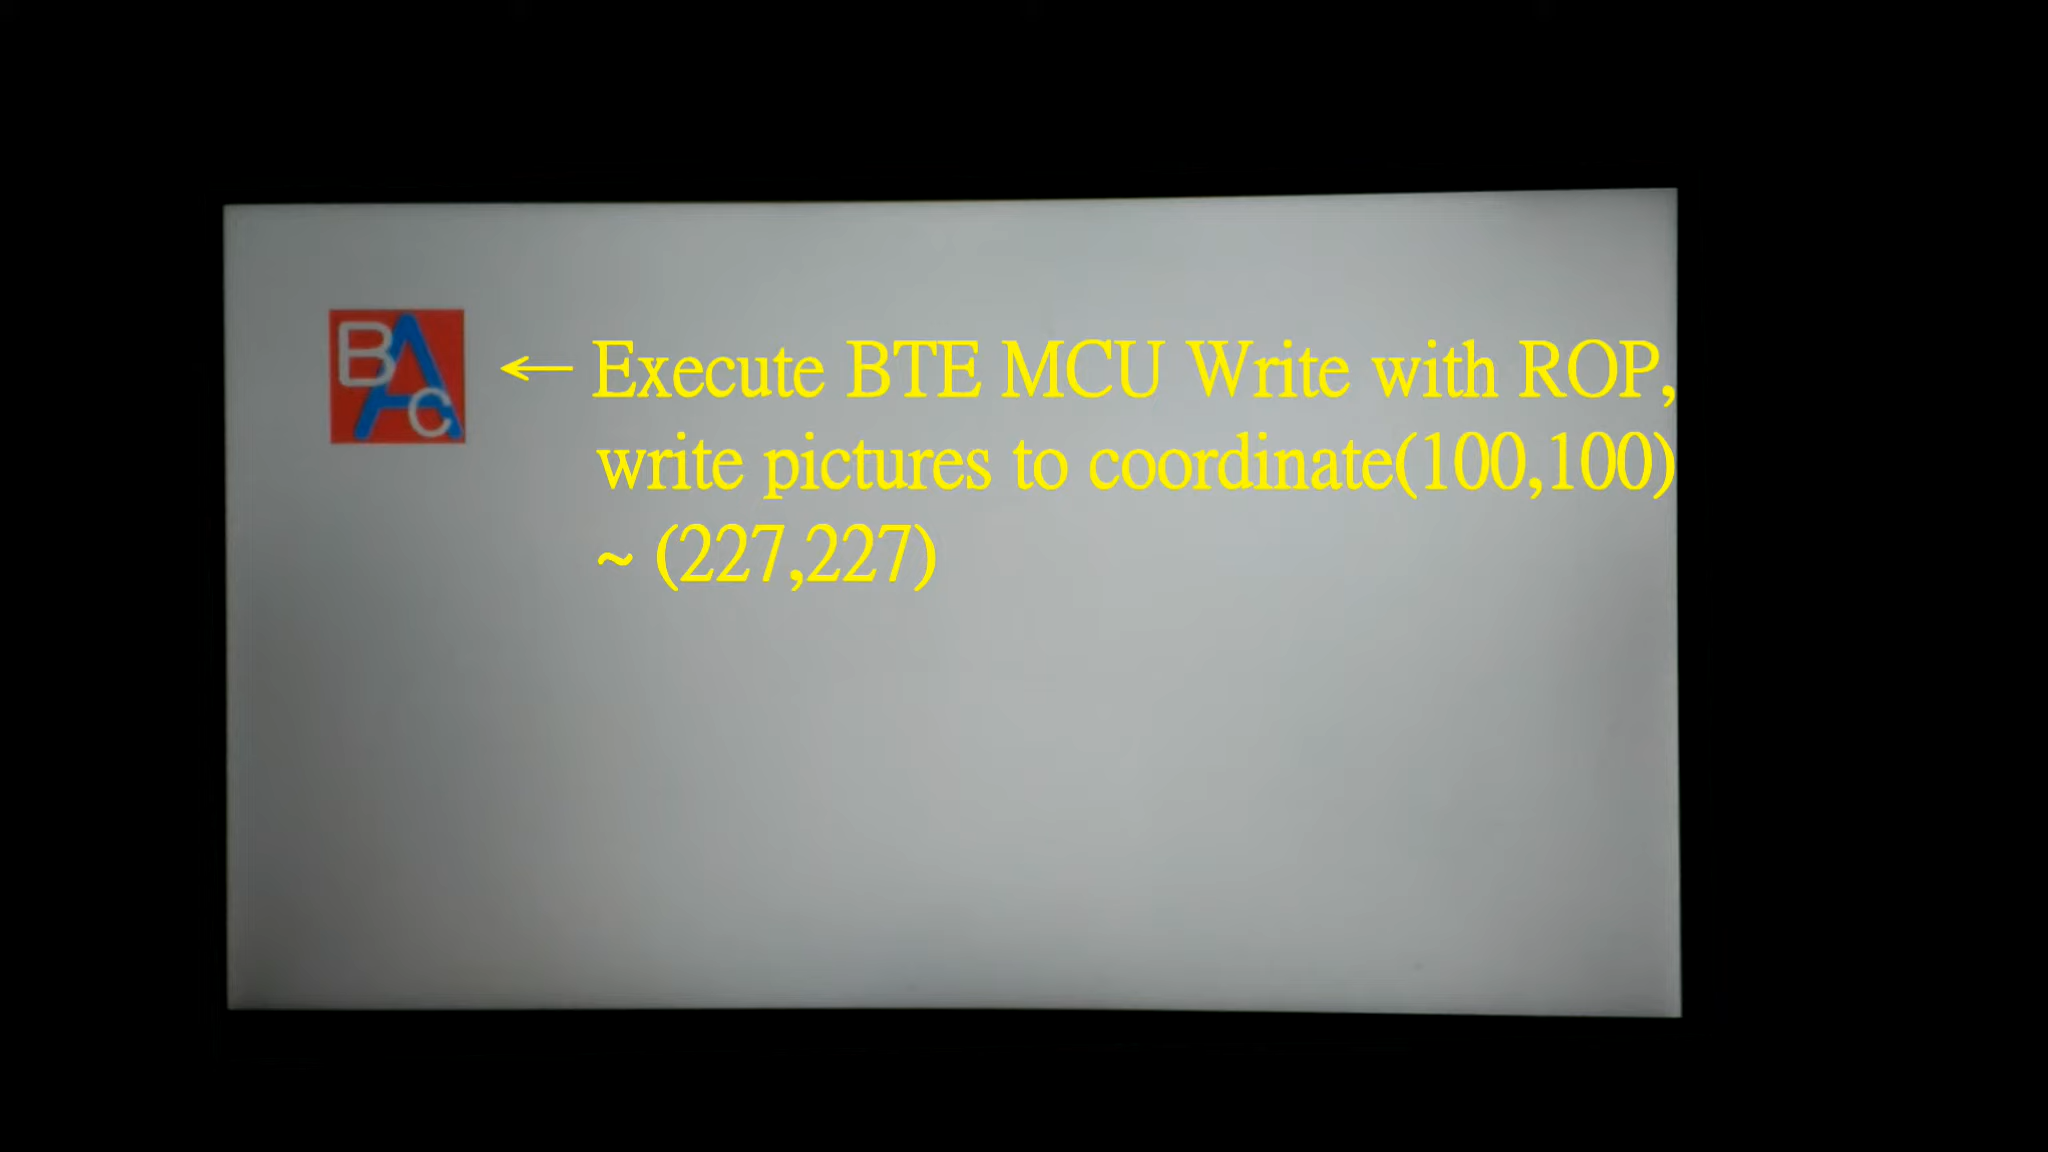 BAC
← Execute BTE MCU Write with ROP,
write pictures to coordinate(100,100)
~ (227,227)